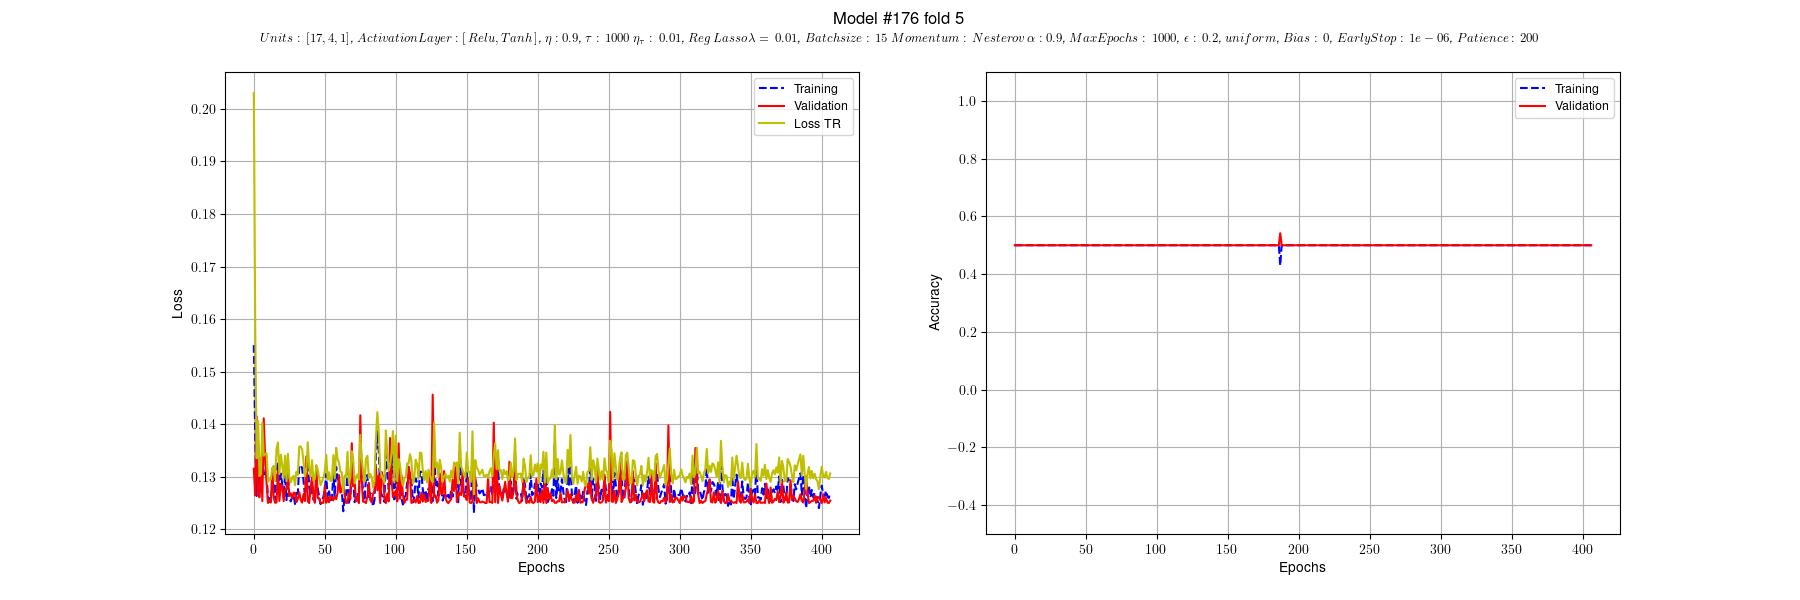 Model #176 fold 5
Units : [17, 4, 1], ActivationLayer : [ Relu, Tanh ], η : 0.9, τ : 1000 η_τ : 0.01, Reg Lasso λ = 0.01, Batchsize : 15 Momentum : Nesterov α : 0.9, MaxEpochs : 1000, ϵ : 0.2, uniform, Bias : 0, EarlyStop : 1e − 06, Patience : 200
Loss
0.20
0.19
0.18
0.17
0.16
0.15
0.14
0.13
0.12
Training
Validation
Loss TR
0 50 100 150 200 250 300 350 400
Epochs
Accuracy
1.0
0.8
0.6
0.4
0.2
0.0
−0.2
−0.4
Training
Validation
0 50 100 150 200 250 300 350 400
Epochs